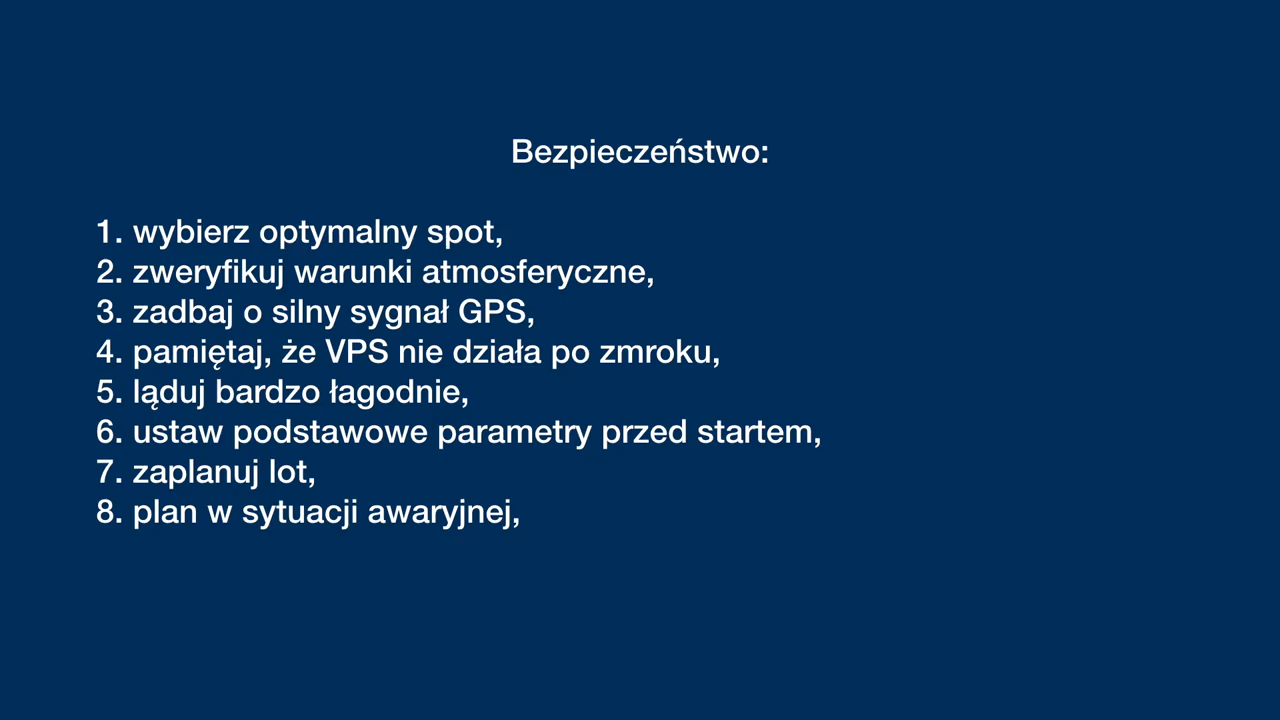 Bezpieczeństwo:
1. wybierz optymalny spot,
2. zweryfikuj warunki atmosferyczne,
3. zadbaj o silny sygnał GPS,
4. pamiętaj, że VPS nie działa po zmroku,
5. ląduj bardzo łagodnie,
6. ustaw podstawowe parametry przed startem,
7. zaplanuj lot,
8. plan w sytuacji awaryjnej,